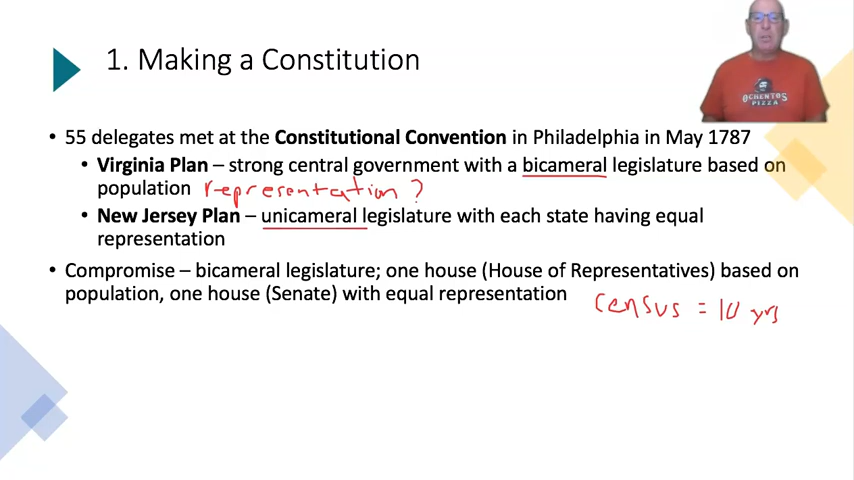 1. Making a Constitution
OCHENTO'S
PIZZA
• 55 delegates met at the Constitutional Convention in Philadelphia in May 1787
• Virginia Plan – strong central government with a bicameral legislature based on
population representation?
• New Jersey Plan – unicameral legislature with each state having equal
representation
• Compromise – bicameral legislature; one house (House of Representatives) based on
population, one house (Senate) with equal representation
census = 10 yrs